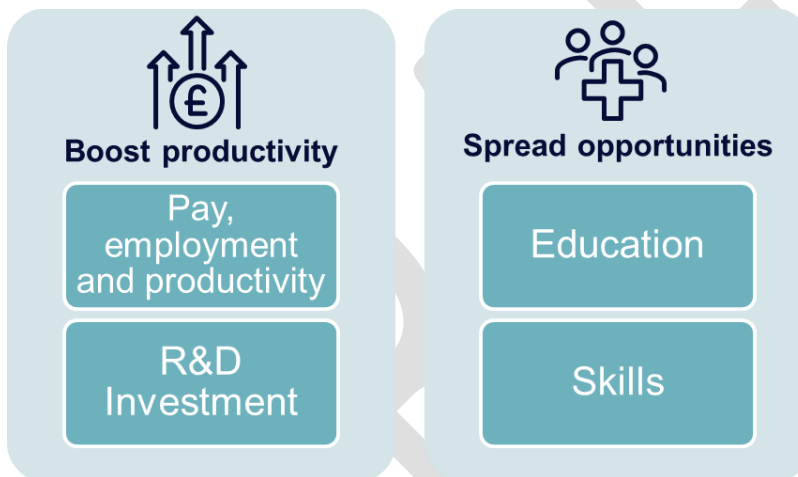 £
Boost productivity
Pay,
employment
and productivity
R&D
Investment
Spread opportunities
Education
Skills